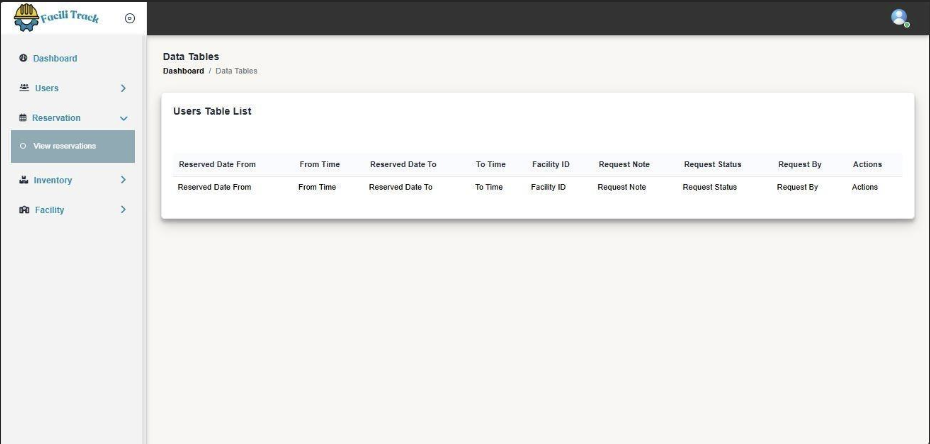 Facili Track
Dashboard
Users
Reservation
View reservations
Inventory
Facility
Data Tables
Dashboard / Data Tables
Users Table List
Reserved Date From From Time Reserved Date To To Time Facility ID Request Note Request Status Request By Actions
Reserved Date From From Time Reserved Date To To Time Facility ID Request Note Request Status Request By Actions